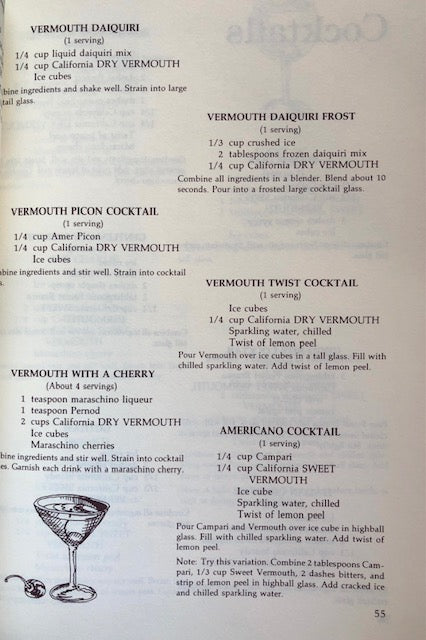 VERMOUTH DAIQUIRI
(1 serving)
1/4 cup liquid daiquiri mix
1/4 cup California DRY VERMOUTH
Ice cubes
bine ingredients and shake well. Strain into large
tail glass.
VERMOUTH DAIQUIRI FROST
(1 serving)
1/3 cup crushed ice
2 tablespoons frozen daiquiri mix
1/4 cup California DRY VERMOUTH
Combine all ingredients in a blender. Blend about 10
seconds. Pour into a frosted large cocktail glass.
VERMOUTH PICON COCKTAIL
(1 serving)
1/4 cup Amer Picon
1/4 cup California DRY VERMOUTH
Ice cubes
bine ingredients and stir well. Strain into cocktail
s.
VERMOUTH TWIST COCKTAIL
(1 serving)
Ice cubes
1/4 cup California DRY VERMOUTH
Sparkling water, chilled
Twist of lemon peel
Pour Vermouth over ice cubes in a tall glass. Fill with
chilled sparkling water. Add twist of lemon peel.
VERMOUTH WITH A CHERRY
(About 4 servings)
1 teaspoon maraschino liqueur
1 teaspoon Pernod
2 cups California DRY VERMOUTH
Ice cubes
Maraschino cherries
bine ingredients and stir well. Strain into cocktail
es. Garnish each drink with a maraschino cherry.
AMERICANO COCKTAIL
(1 serving)
1/4 cup Campari
1/4 cup California SWEET
VERMOUTH
Ice cube
Sparkling water, chilled
Twist of lemon peel
Pour Campari and Vermouth over ice cube in highball
glass. Fill with chilled sparkling water. Add twist of
lemon peel.
Note: Try this variation. Combine 2 tablespoons Cam-
pari, 1/3 cup Sweet Vermouth, 2 dashes bitters, and
strip of lemon peel in highball glass. Add cracked ice
and chilled sparkling water.
55